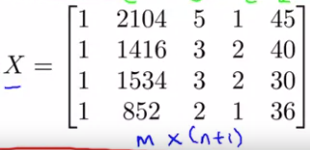 1 2104 5 1 45
1 1416 3 2 40
X = 1 1534 3 2 30
1 852 2 1 36
m x (n+1)